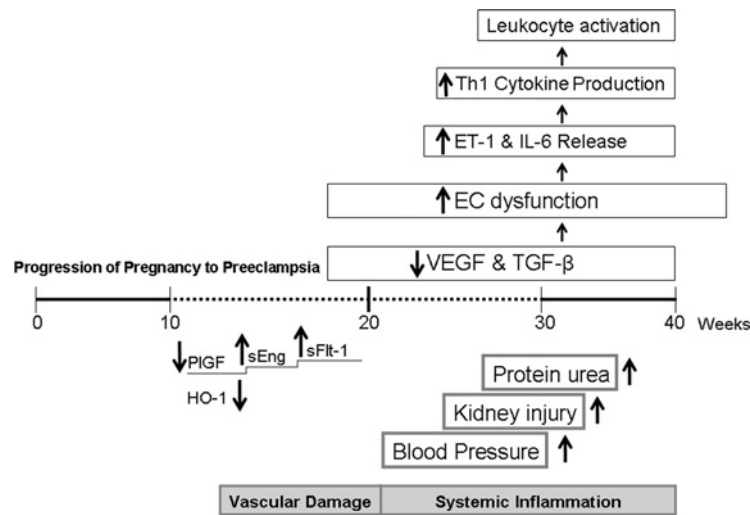 Leukocyte activation
Th1 Cytokine Production
ET-1 & IL-6 Release
EC dysfunction
Progression of Pregnancy to Preeclampsia
VEGF & TGF-β
0 10 20 30 40 Weeks
PlGF sEng sFlt-1
HO-1
Protein urea
Kidney injury
Blood Pressure
Vascular Damage Systemic Inflammation